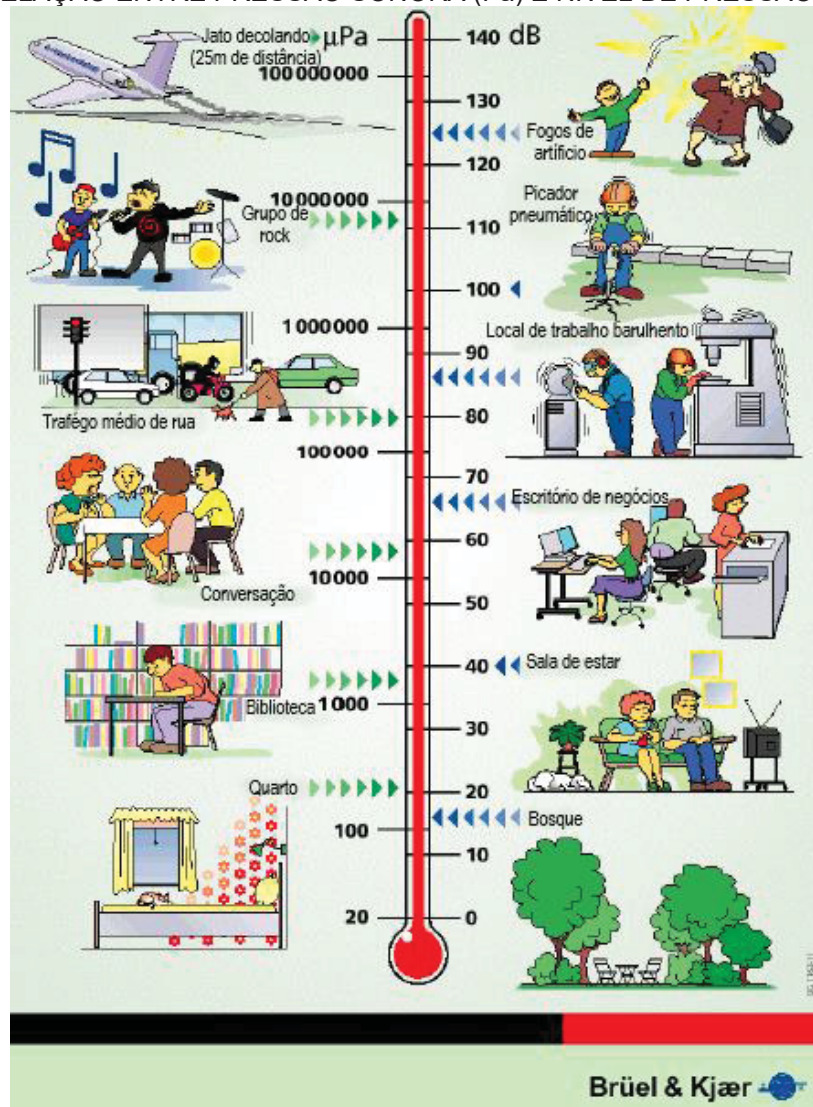 Jato decolando
(25m de distância)
µPa
100 000 000
10 000 000
Grupo de
rock
1 000 000
Trafégo médio de rua
100 000
10 000
Conversação
Biblioteca
1 000
Quarto
100
20
140 dB
130
Fogos de
artifício
120
Picador
pneumático
110
100
Local de trabalho barulhento
90
80
70
Escritório de negócios
60
50
40
Sala de estar
30
20
Bosque
10
0
Brüel & Kjær